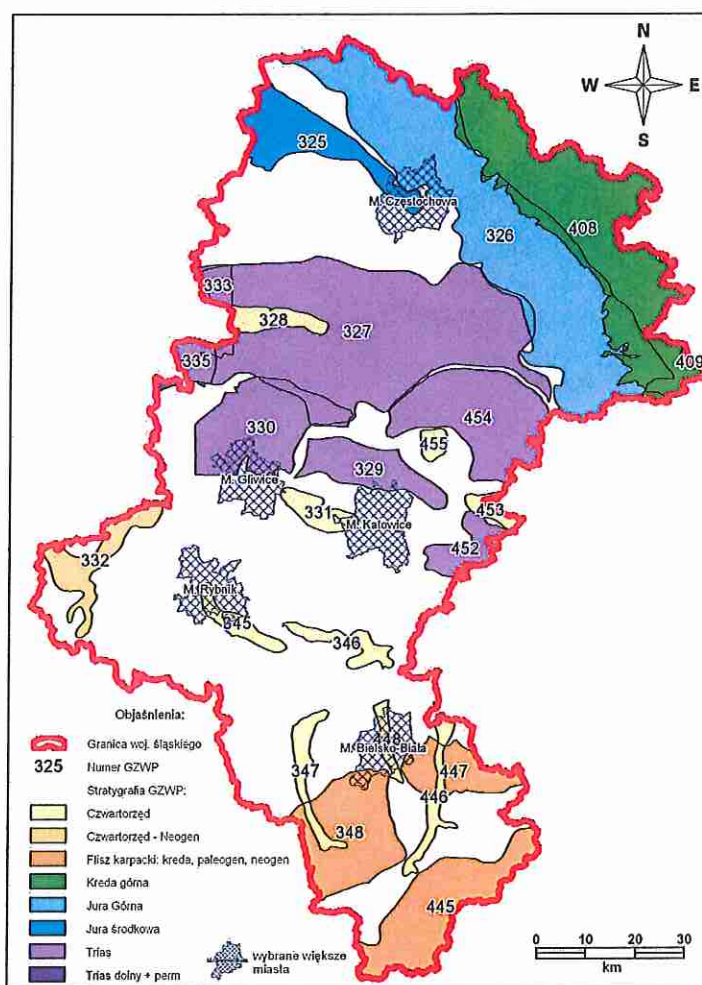 N
W E
S
325
M. Częstochowa
326
408
333
328
327
409
335
330
454
455
329
M. Gliwice
331
M. Katowice
453
452
332
M. Rybnik
345
346
448
M. Bielsko-Biała
347
447
446
348
445
Objaśnienia:
Granica woj. śląskiego
325 Numer GZWP
Stratygrafia GZWP:
Czwartorzęd
Czwartorzęd - Neogen
Flisz karpacki: kreda, paleogen, neogen
Kreda górna
Jura Górna
Jura środkowa
Trias
Trias dolny + perm
wybrane większe
miasta
0 10 20 30
km